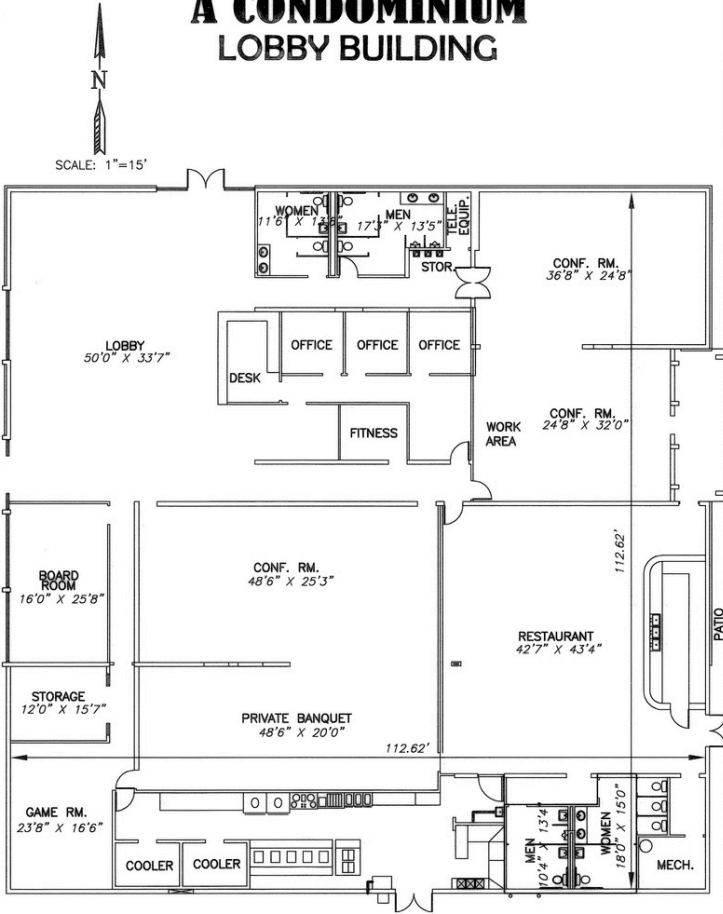 A CONDOMINIUM
LOBBY BUILDING
N
SCALE: 1"=15'
WOMEN
11'6" X 13'5"
MEN
17'3" X 13'5"
TELE.
EQUIP.
STOR.
CONF. RM.
36'8" X 24'8"
LOBBY
50'0" X 33'7"
OFFICE
OFFICE
OFFICE
DESK
FITNESS
WORK
AREA
CONF. RM.
24'8" X 32'0"
BOARD
ROOM
16'0" X 25'8"
CONF. RM.
48'6" X 25'3"
112.62'
RESTAURANT
42'7" X 43'4"
PATIO
STORAGE
12'0" X 15'7"
PRIVATE BANQUET
48'6" X 20'0"
112.62'
GAME RM.
23'8" X 16'6"
COOLER
COOLER
MEN
10'4" X 13'4"
WOMEN
18'0" X 15'0"
MECH.